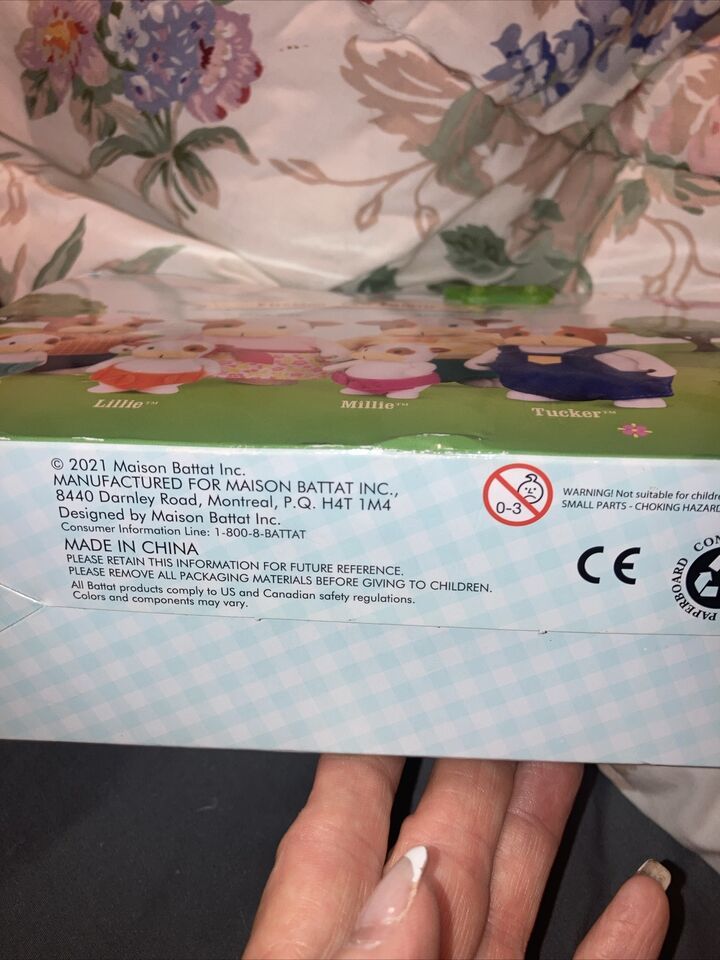 Lillie™
Millie™
Tucker™
© 2021 Maison Battat Inc.
MANUFACTURED FOR MAISON BATTAT INC.,
8440 Darnley Road, Montreal, P.Q. H4T 1M4
Designed by Maison Battat Inc.
Consumer Information Line: 1-800-8-BATTAT
MADE IN CHINA
PLEASE RETAIN THIS INFORMATION FOR FUTURE REFERENCE.
PLEASE REMOVE ALL PACKAGING MATERIALS BEFORE GIVING TO CHILDREN.
All Battat products comply to US and Canadian safety regulations.
Colors and components may vary.
0-3
WARNING! Not suitable for childre
SMALL PARTS - CHOKING HAZARD
CE
PAPERBOARD
CON